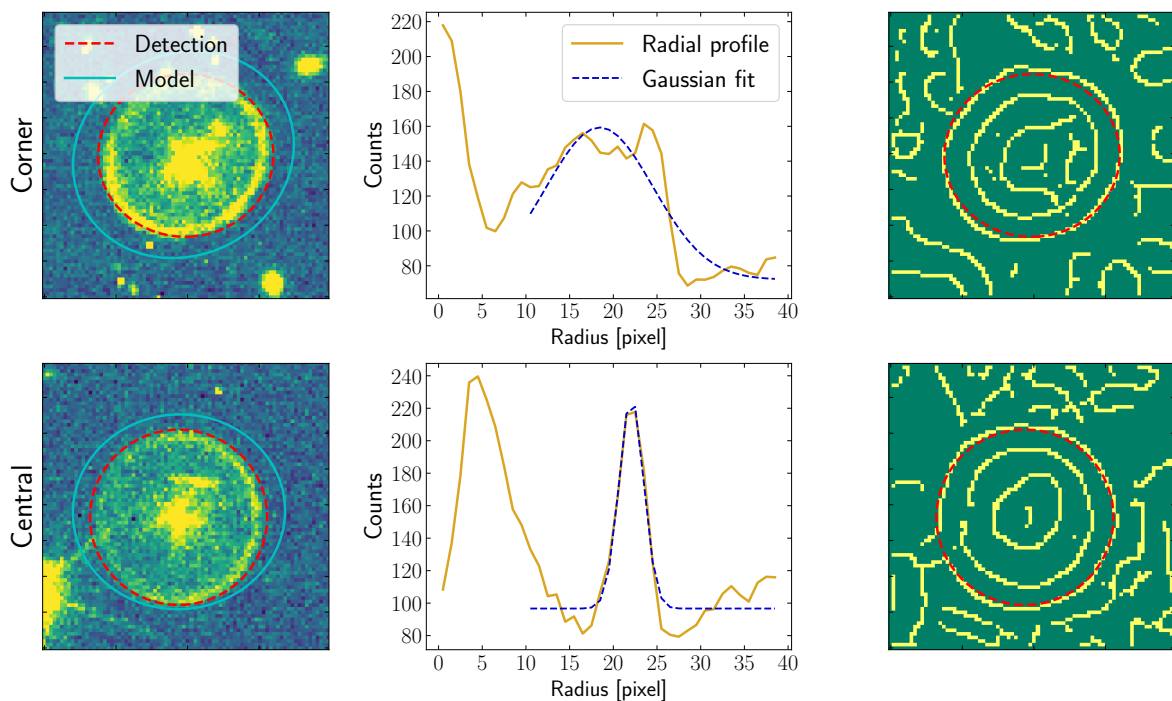 Corner
Detection
Model
Counts
220
200
180
160
140
120
100
80
Radial profile
Gaussian fit
0 5 10 15 20 25 30 35 40
Radius [pixel]
Central
Counts
240
220
200
180
160
140
120
100
80
0 5 10 15 20 25 30 35 40
Radius [pixel]